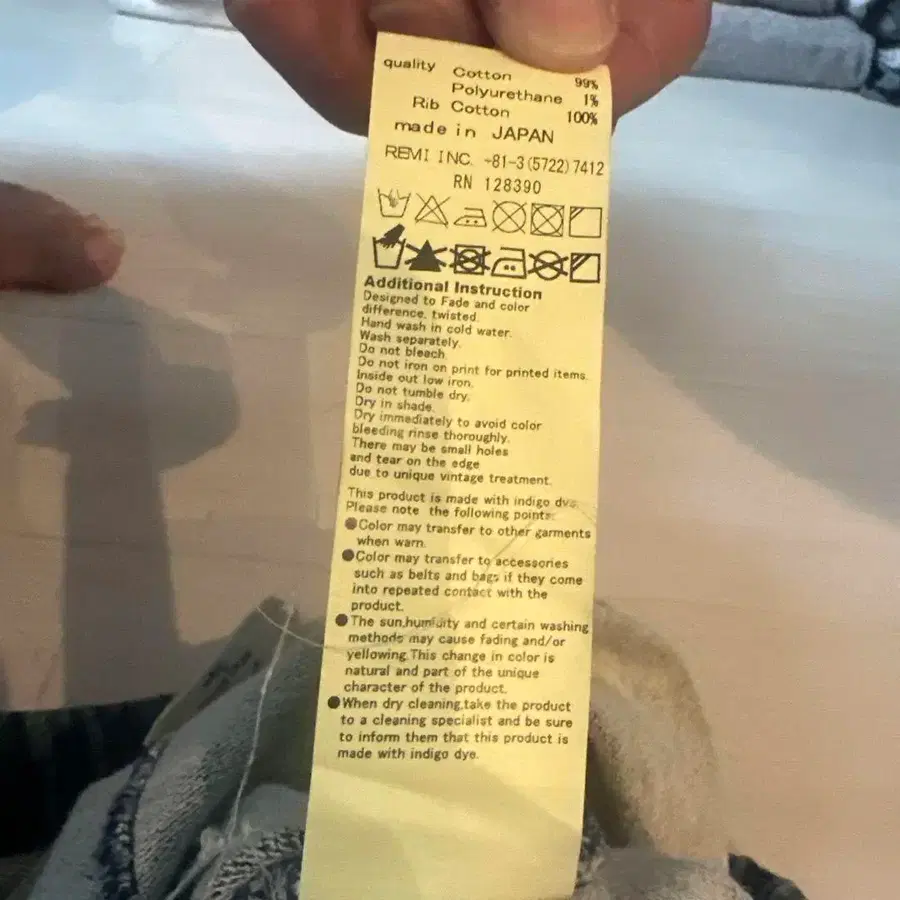 quality Cotton 99%
Polyurethane 1%
Rib Cotton 100%
made in JAPAN
REMI INC. +81-3(5722)7412
RN 128390
Additional Instruction
Designed to Fade and color
difference, twisted.
Hand wash in cold water.
Wash separately.
Do not bleach.
Do not iron on print for printed items.
Inside out low iron.
Do not tumble dry.
Dry in shade.
Dry immediately to avoid color
bleeding rinse thoroughly.
There may be small holes
and tear on the edge
due to unique vintage treatment.
This product is made with indigo dye.
Please note the following points:
●Color may transfer to other garments
when warn.
●Color may transfer to accessories
such as belts and bags if they come
into repeated contact with the
product.
●The sun,humidity and certain washing
methods may cause fading and/or
yellowing.This change in color is
natural and part of the unique
character of the product.
●When dry cleaning,take the product
to a cleaning specialist and be sure
to inform them that this product is
made with indigo dye.